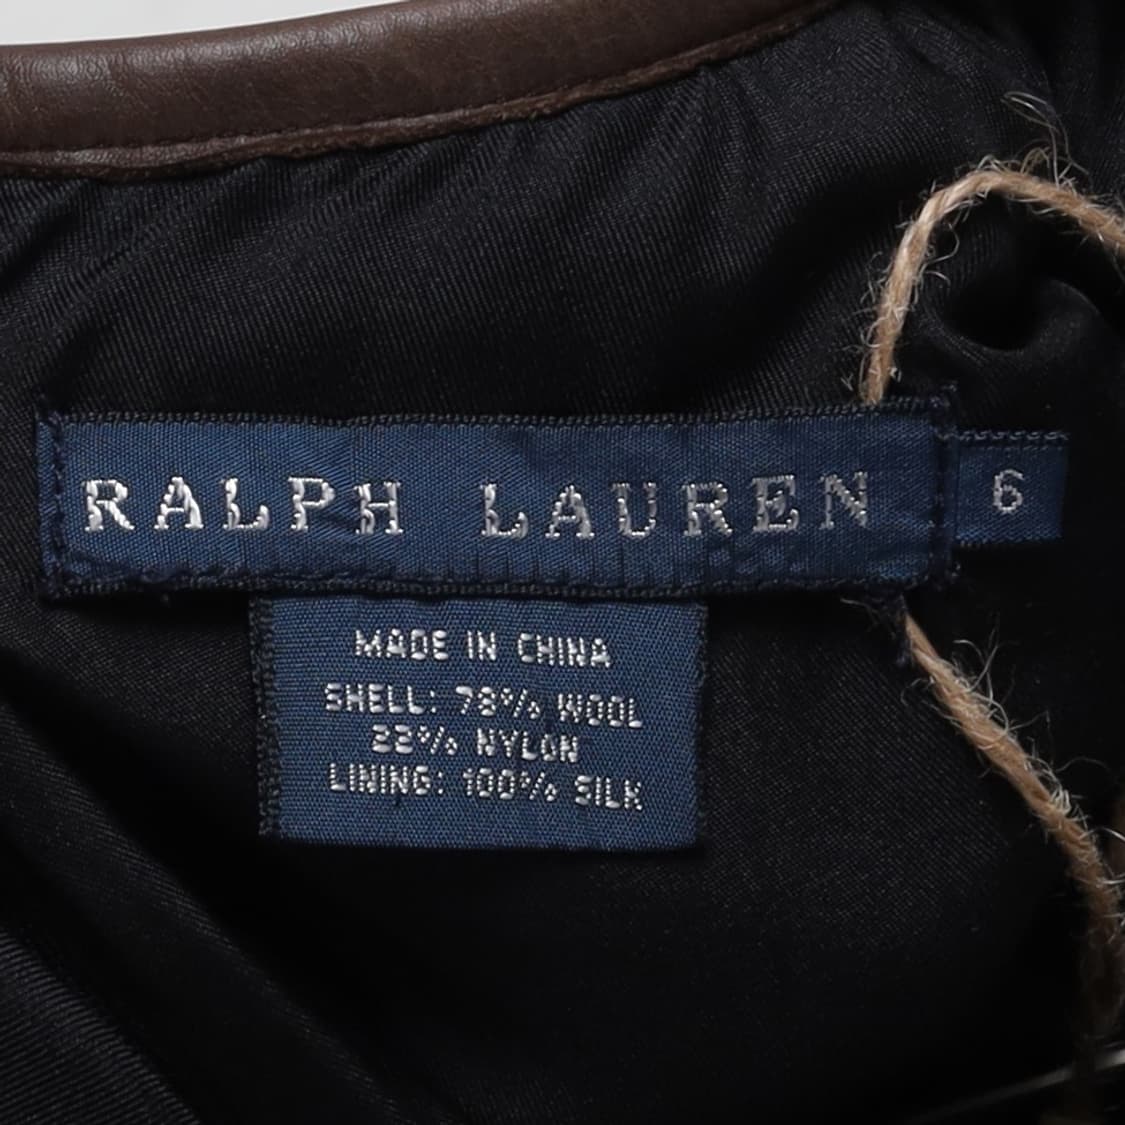 RALPH LAUREN 6
MADE IN CHINA
SHELL: 78% WOOL
22% NYLON
LINING: 100% SILK